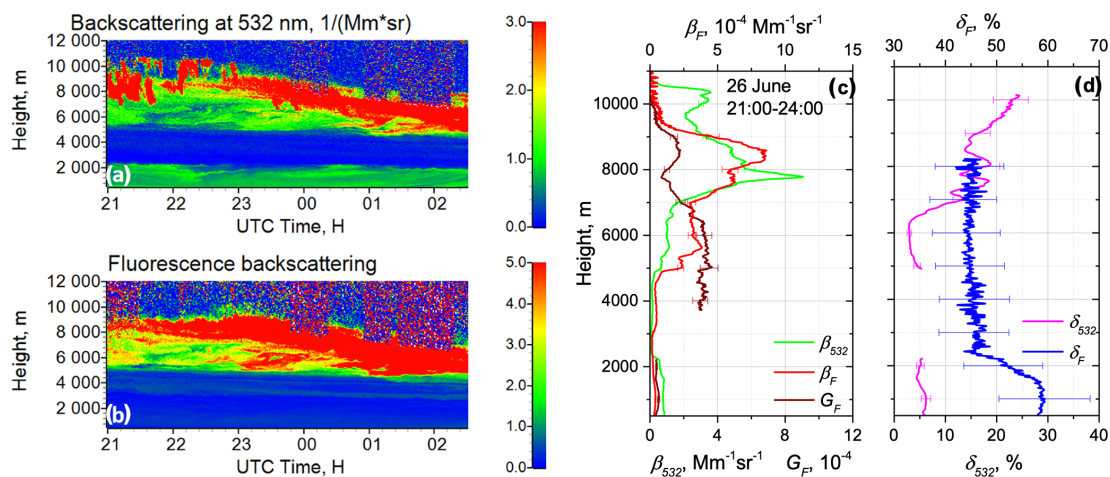 Backscattering at 532 nm, 1/(Mm*sr)
12 000
10 000
8 000
6 000
4 000
2 000
Height, m
(a)
21 22 23 00 01 02
UTC Time, H
3.0
2.0
1.0
0.0
Fluorescence backscattering
12 000
10 000
8 000
6 000
4 000
2 000
Height, m
(b)
21 22 23 00 01 02
UTC Time, H
5.0
4.0
3.0
2.0
1.0
0.0
β_F, 10⁻⁴ Mm⁻¹sr⁻¹
0 5 10 15
26 June
21:00-24:00
(c)
10000
8000
6000
4000
2000
Height, m
β₅₃₂
β_F
G_F
0 4 8 12
β₅₃₂, Mm⁻¹sr⁻¹ G_F, 10⁻⁴
δ_F, %
30 40 50 60 70
(d)
δ₅₃₂
δ_F
0 10 20 30 40
δ₅₃₂, %